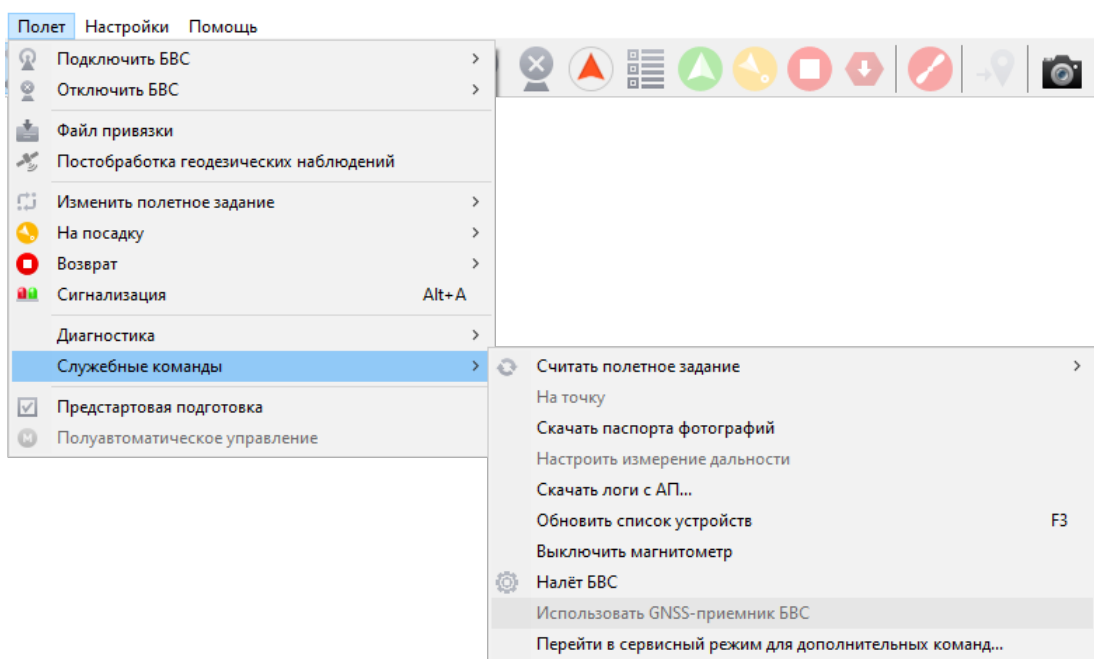 Полет Настройки Помощь
Подключить БВС
Отключить БВС
Файл привязки
Постобработка геодезических наблюдений
Изменить полетное задание
На посадку
Возврат
Сигнализация Alt+A
Диагностика
Служебные команды
Предстартовая подготовка
Полуавтоматическое управление
Считать полетное задание
На точку
Скачать паспорта фотографий
Настроить измерение дальности
Скачать логи с АП...
Обновить список устройств F3
Выключить магнитометр
Налёт БВС
Использовать GNSS-приемник БВС
Перейти в сервисный режим для дополнительных команд...